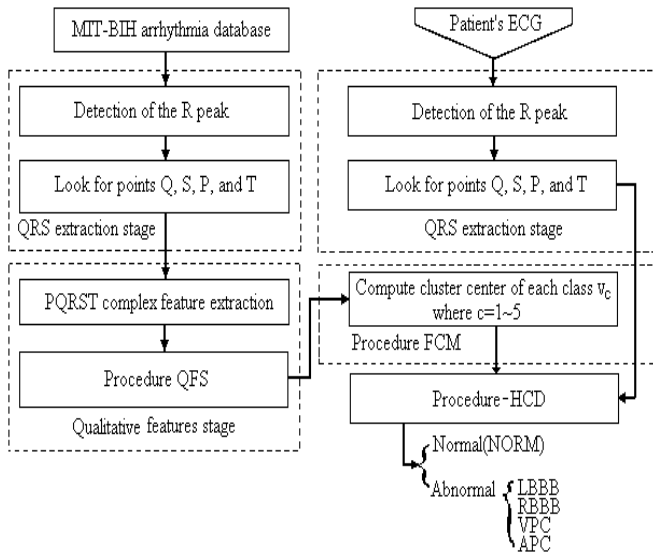 MIT-BIH arrhythmia database
Detection of the R peak
Look for points Q, S, P, and T
QRS extraction stage
PQRST complex feature extraction
Procedure QFS
Qualitative features stage
Patient's ECG
Detection of the R peak
Look for points Q, S, P, and T
QRS extraction stage
Compute cluster center of each class vc
where c=1~5
Procedure FCM
Procedure-HCD
Normal(NORM)
Abnormal
LBBB
RBBB
VPC
APC